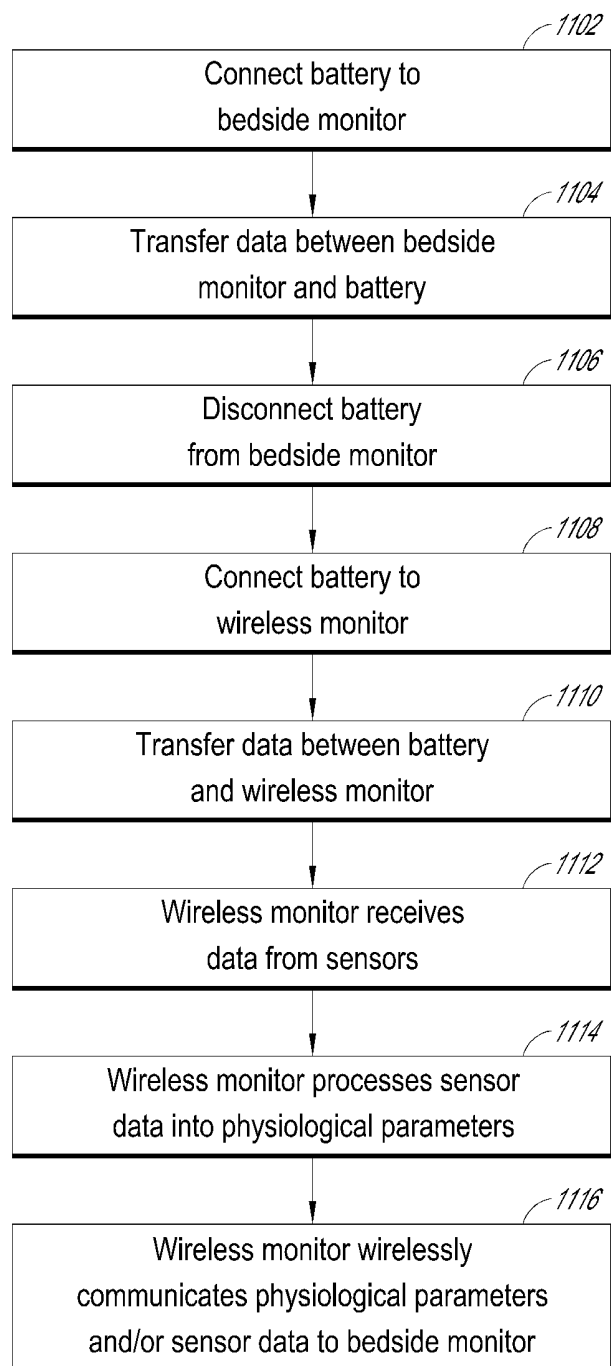 1102
Connect battery to
bedside monitor
1104
Transfer data between bedside
monitor and battery
1106
Disconnect battery
from bedside monitor
1108
Connect battery to
wireless monitor
1110
Transfer data between battery
and wireless monitor
1112
Wireless monitor receives
data from sensors
1114
Wireless monitor processes sensor
data into physiological parameters
1116
Wireless monitor wirelessly
communicates physiological parameters
and/or sensor data to bedside monitor